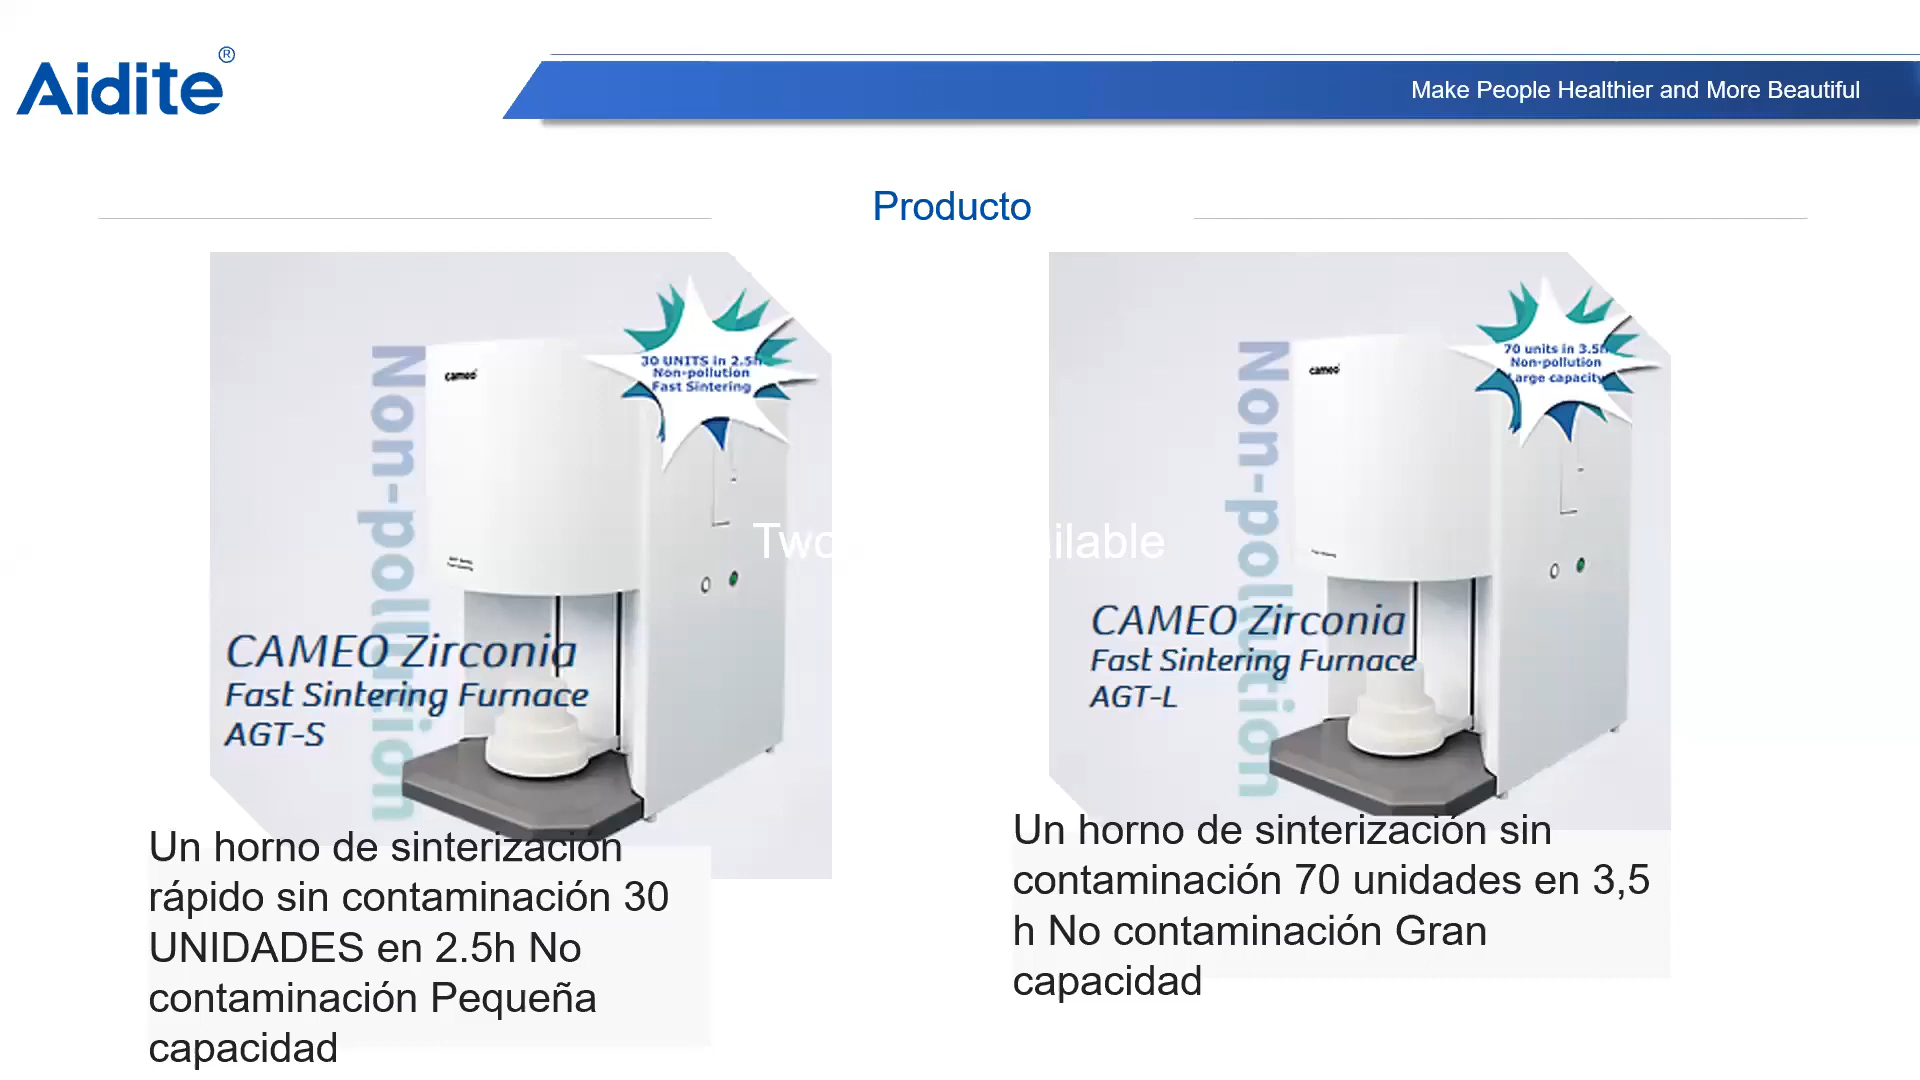 Aidite®
Make People Healthier and More Beautiful
Producto
Non-pollution
cameo
30 UNITS in 2.5h
Non-pollution
Fast Sintering
CAMEO Zirconia
Fast Sintering Furnace
AGT-S
Un horno de sinterización
rápido sin contaminación 30
UNIDADES en 2.5h No
contaminación Pequeña
capacidad
Non-pollution
cameo
70 units in 3.5h
Non-pollution
Large capacity
CAMEO Zirconia
Fast Sintering Furnace
AGT-L
Un horno de sinterización sin
contaminación 70 unidades en 3,5
h No contaminación Gran
capacidad
Two